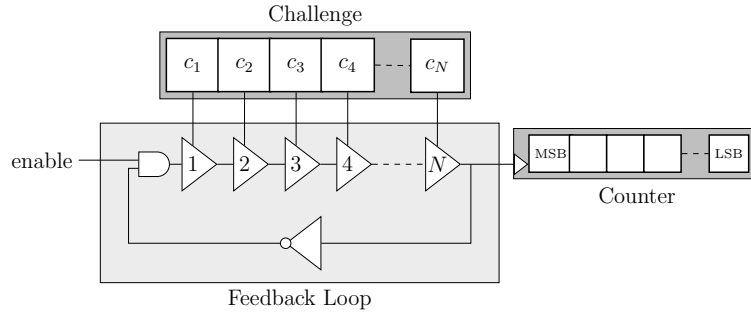 Challenge
c1 c2 c3 c4 cN
enable 1 2 3 4 N MSB LSB
Counter
Feedback Loop